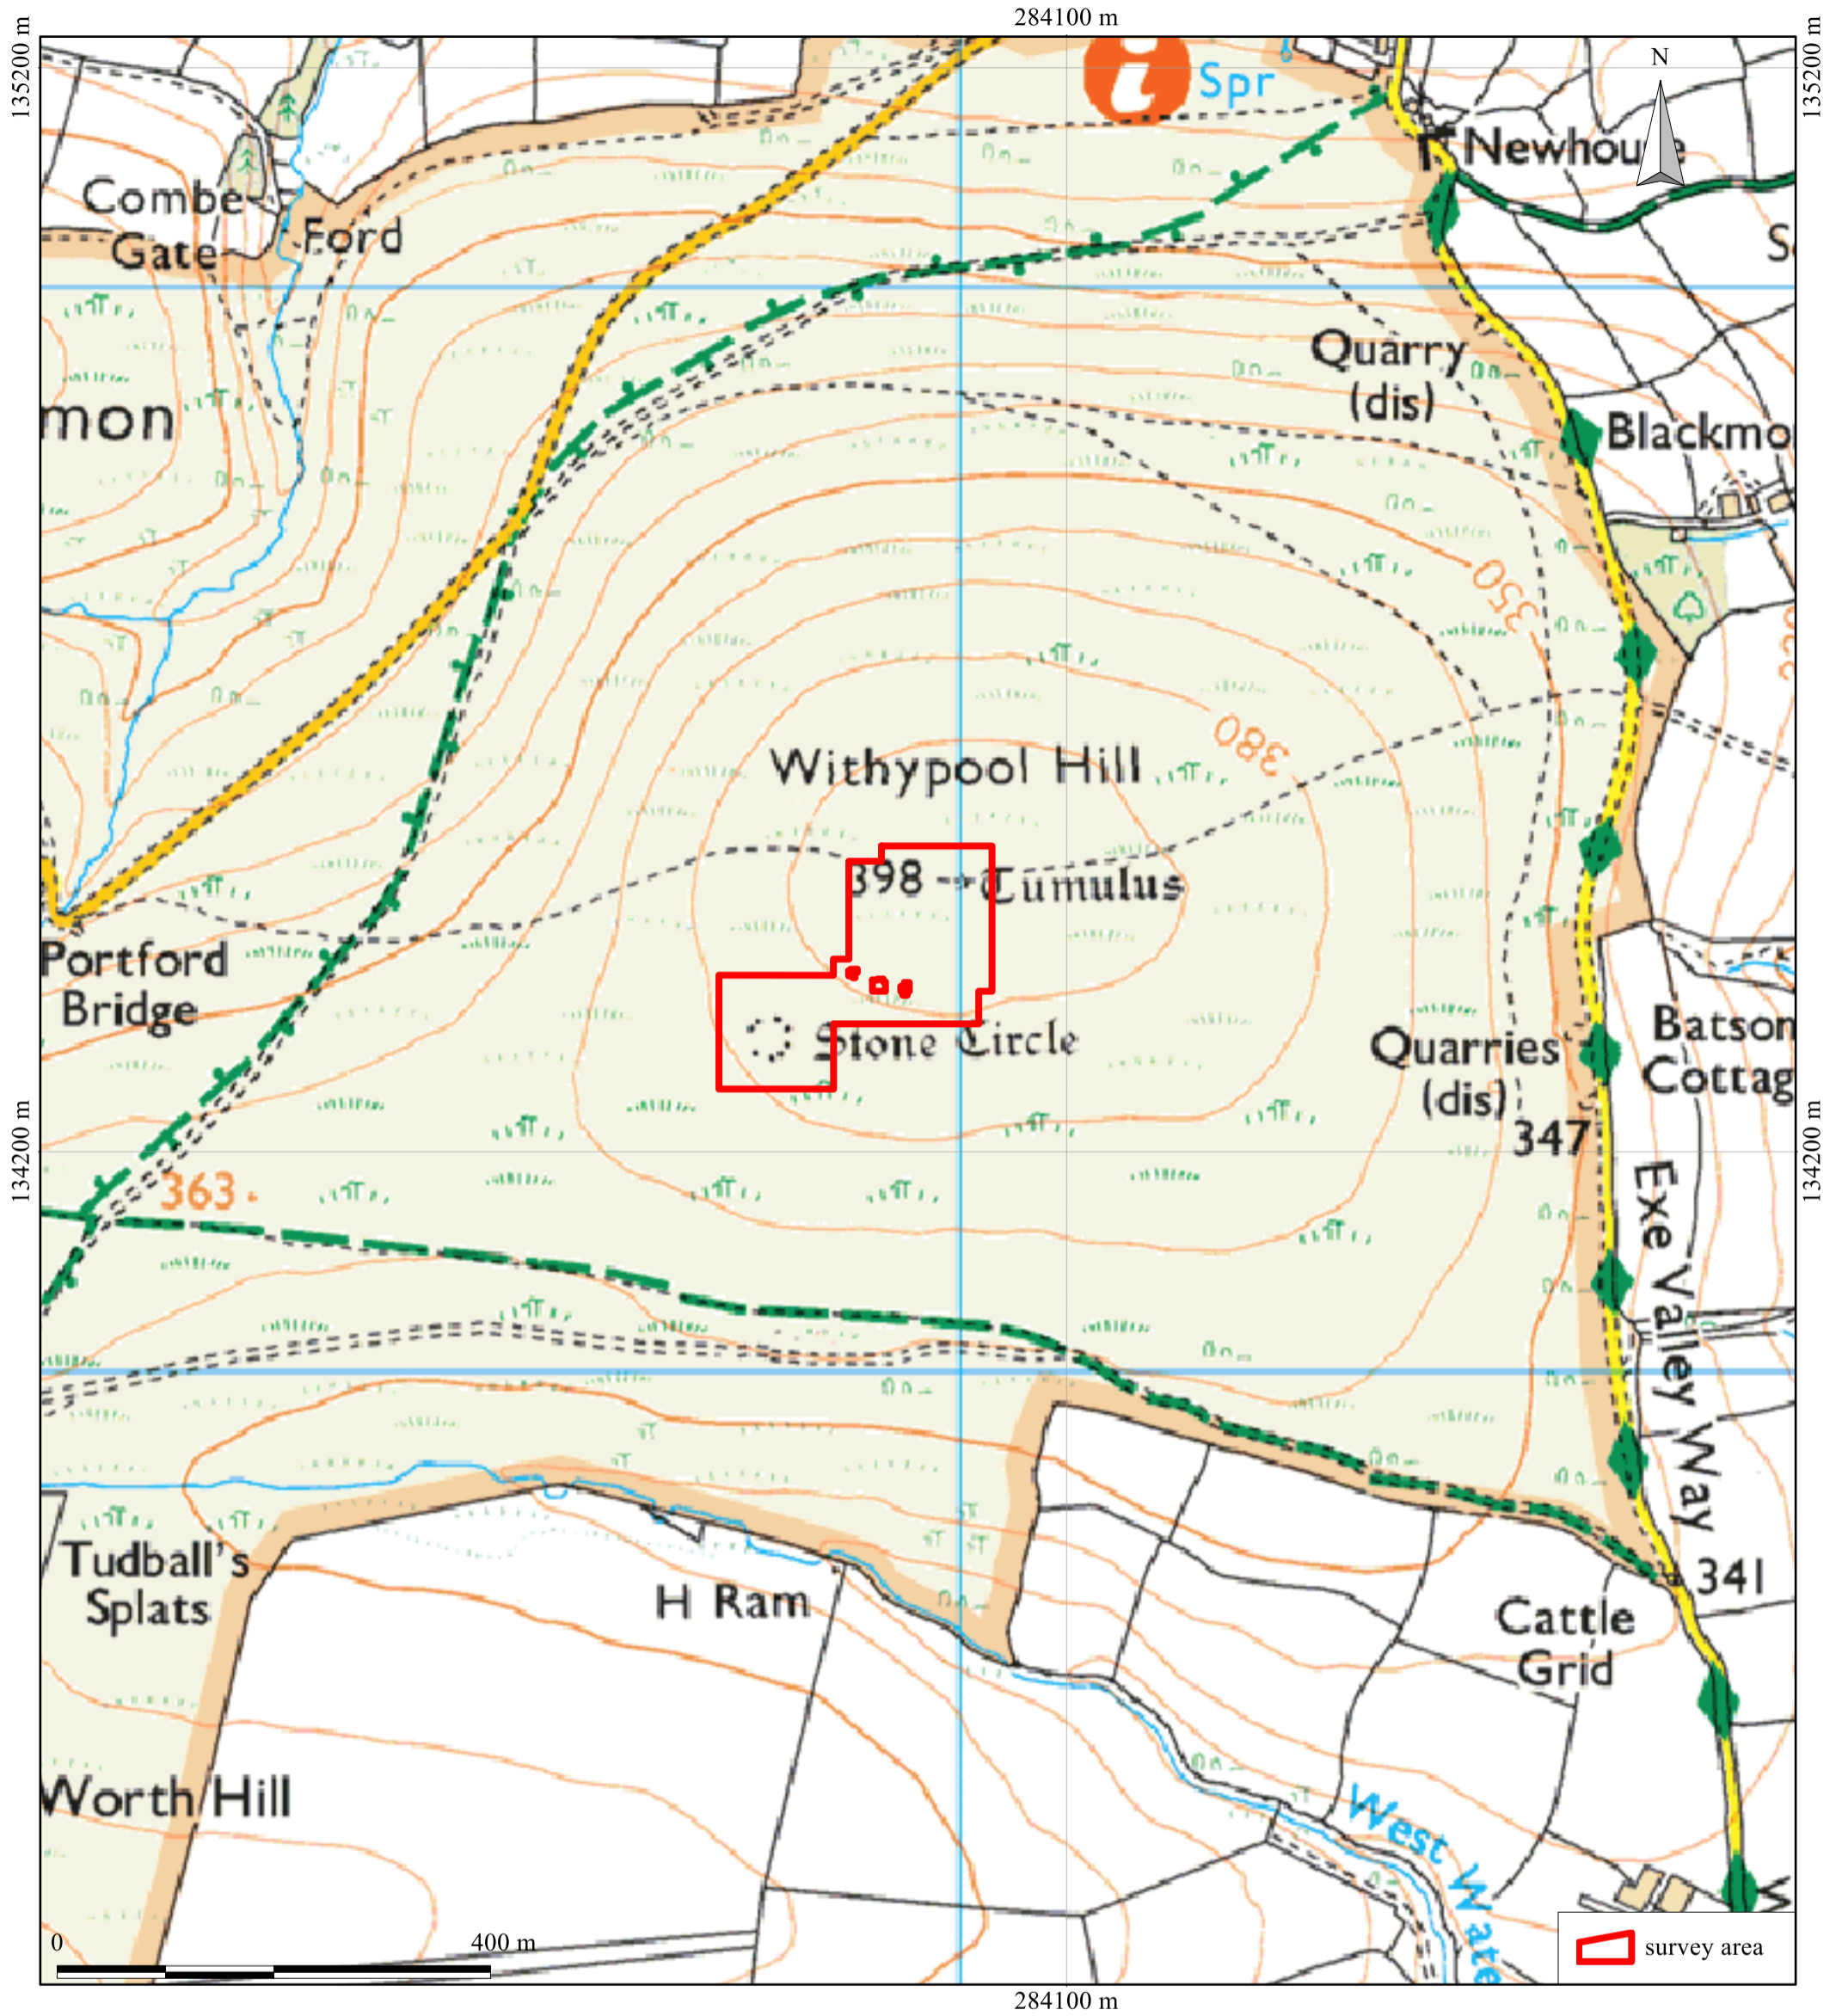 284100 m
135200 m
135200 m
N
i
Spr
Newhouse
Combe
Gate
Ford
Quarry
(dis)
mon
Blackmo
350
380
Withypool Hill
398
Tumulus
Portford
Bridge
Stone Circle
Quarries
(dis)
Batson
Cottag
347
134200 m
134200 m
363
Exe Valley Way
Tudball's
Splats
H Ram
341
Cattle
Grid
Worth Hill
West Wate
W
0
400 m
survey area
284100 m